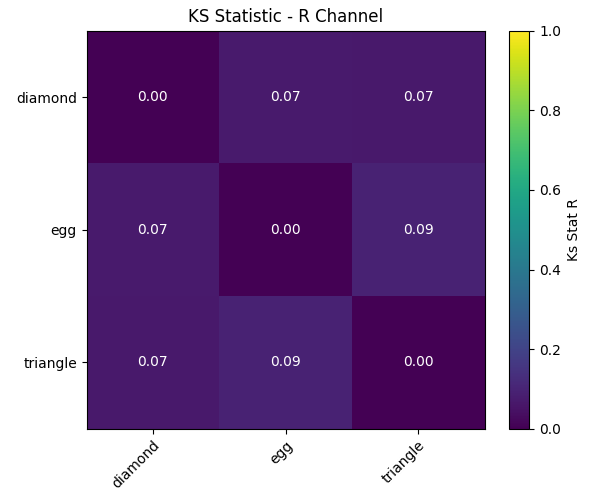 KS Statistic - R Channel
diamond 0.00 0.07 0.07
egg 0.07 0.00 0.09
triangle 0.07 0.09 0.00
diamond egg triangle
1.0
0.8
0.6
0.4
0.2
0.0
Ks Stat R